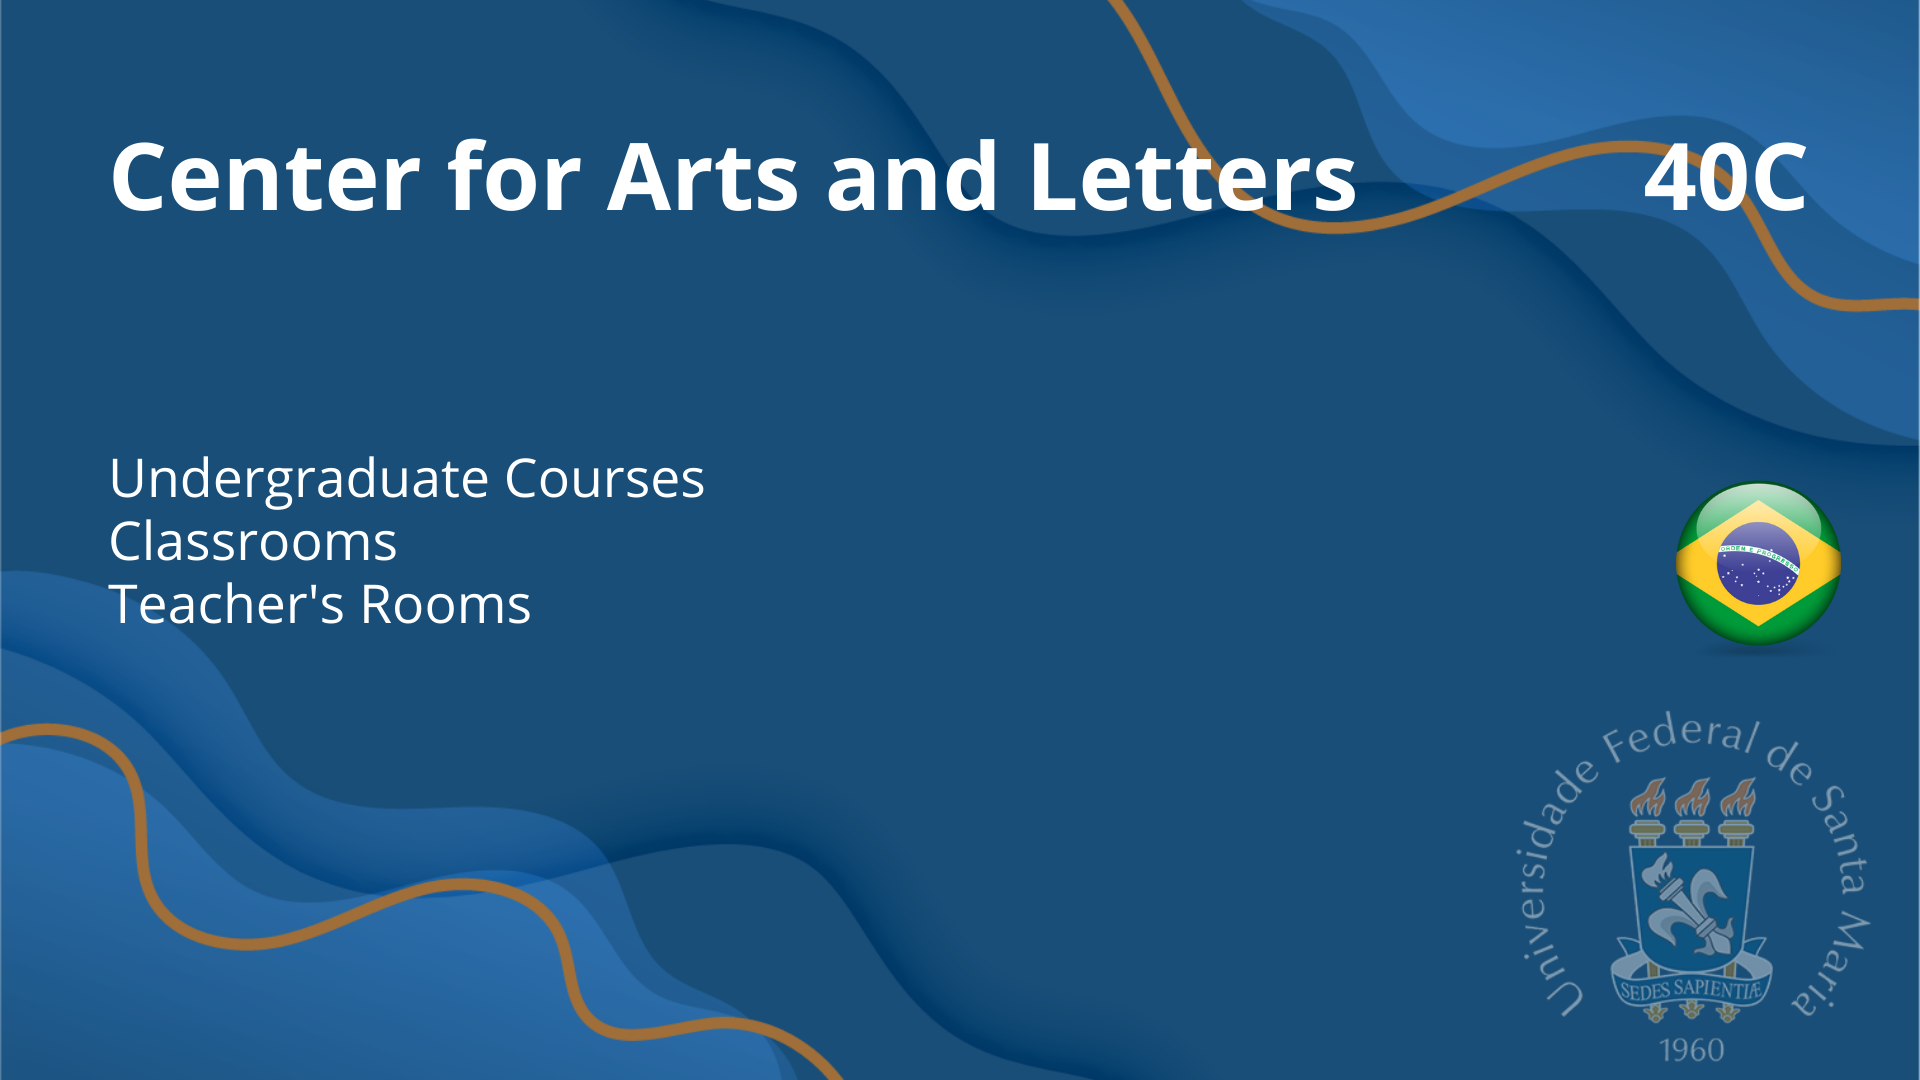 Center for Arts and Letters 40C
Undergraduate Courses
Classrooms
Teacher's Rooms
ORDEM E PROGRESSO
Universidade Federal de Santa Maria
SEDES SAPIENTIÆ
1960